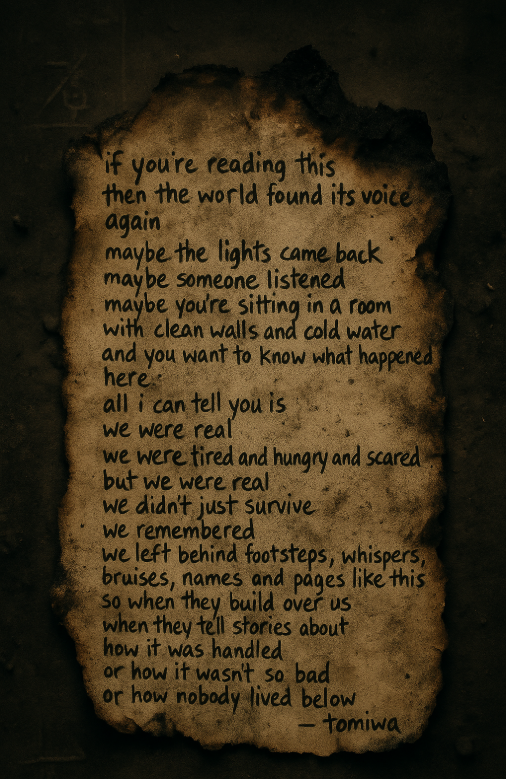 if you're reading this
then the world found its voice
again
maybe the lights came back
maybe someone listened
maybe you're sitting in a room
with clean walls and cold water
and you want to know what happened
here.
all i can tell you is
we were real
we were tired and hungry and scared
but we were real
we didn't just survive
we remembered
we left behind footsteps, whispers,
bruises, names and pages like this
so when they build over us
when they tell stories about
how it was handled
or how it wasn't so bad
or how nobody lived below
— tomiwa